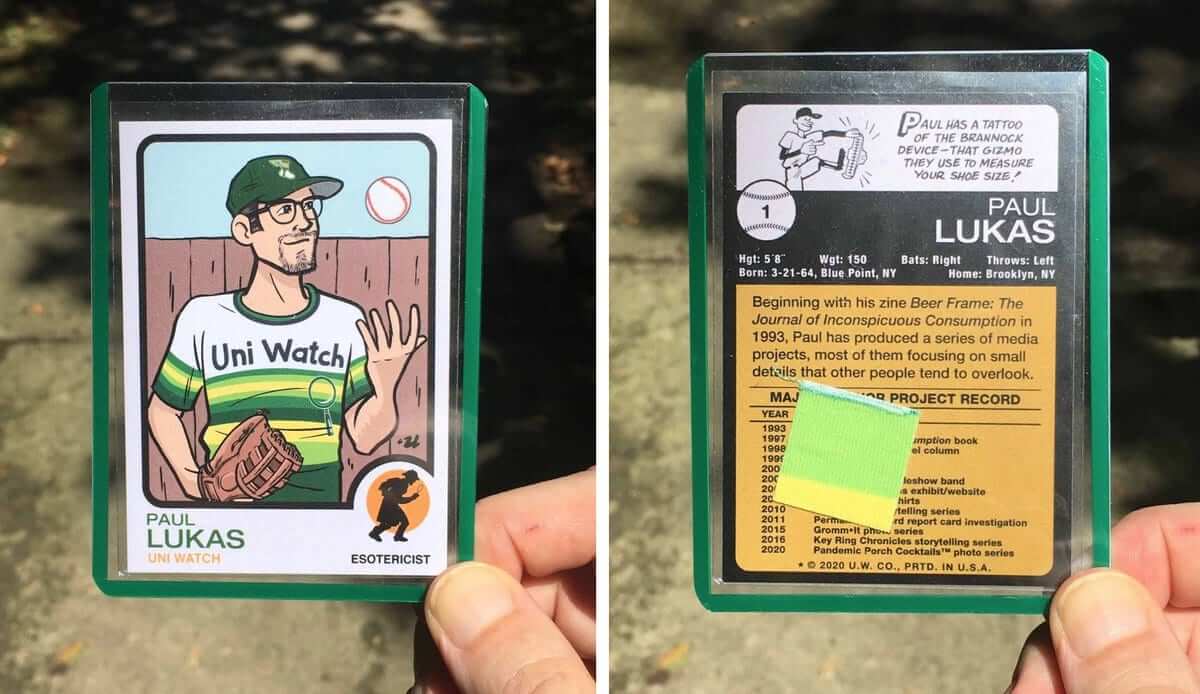 Uni Watch
PAUL
LUKAS
UNI WATCH
ESOTERICIST
PAUL HAS A TATTOO
OF THE BRANNOCK
DEVICE-THAT GIZMO
THEY USE TO MEASURE
YOUR SHOE SIZE!
1
PAUL
LUKAS
Hgt: 5'8" Wgt: 150 Bats: Right Throws: Left
Born: 3-21-64, Blue Point, NY Home: Brooklyn, NY
Beginning with his zine Beer Frame: The
Journal of Inconspicuous Consumption in
1993, Paul has produced a series of media
projects, most of them focusing on small
details that other people tend to overlook.
PROJECT RECORD
YEAR
1993
1997 book
1998 column
show band
exhibit/website
2010 series
2011 report card investigation
2015 Gromm•It photo series
2016 Key Ring Chronicles storytelling series
2020 Pandemic Porch Cocktails™ photo series
★ © 2020 U.W. CO., PRTD. IN U.S.A.